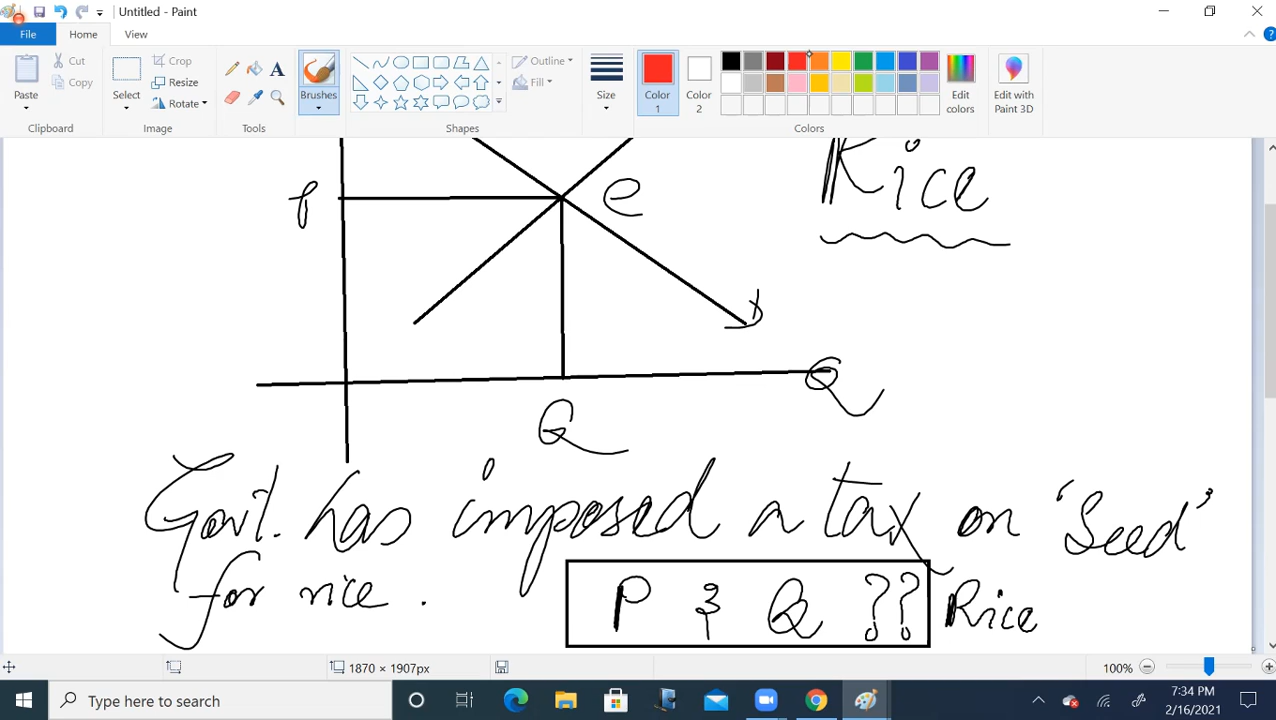 Untitled - Paint
File Home View
Paste Cut Copy Clipboard
Select Crop Resize Rotate Image
Tools
Brushes
Outline Fill Shapes
Size
Color 1 Color 2 Edit colors Edit with Paint 3D Colors
Rice
P e
D
Q
Q
Govt. has imposed a tax on 'Seed'
for rice. P & Q ?? Rice
1870 × 1907px 100%
Type here to search
7:34 PM
2/16/2021